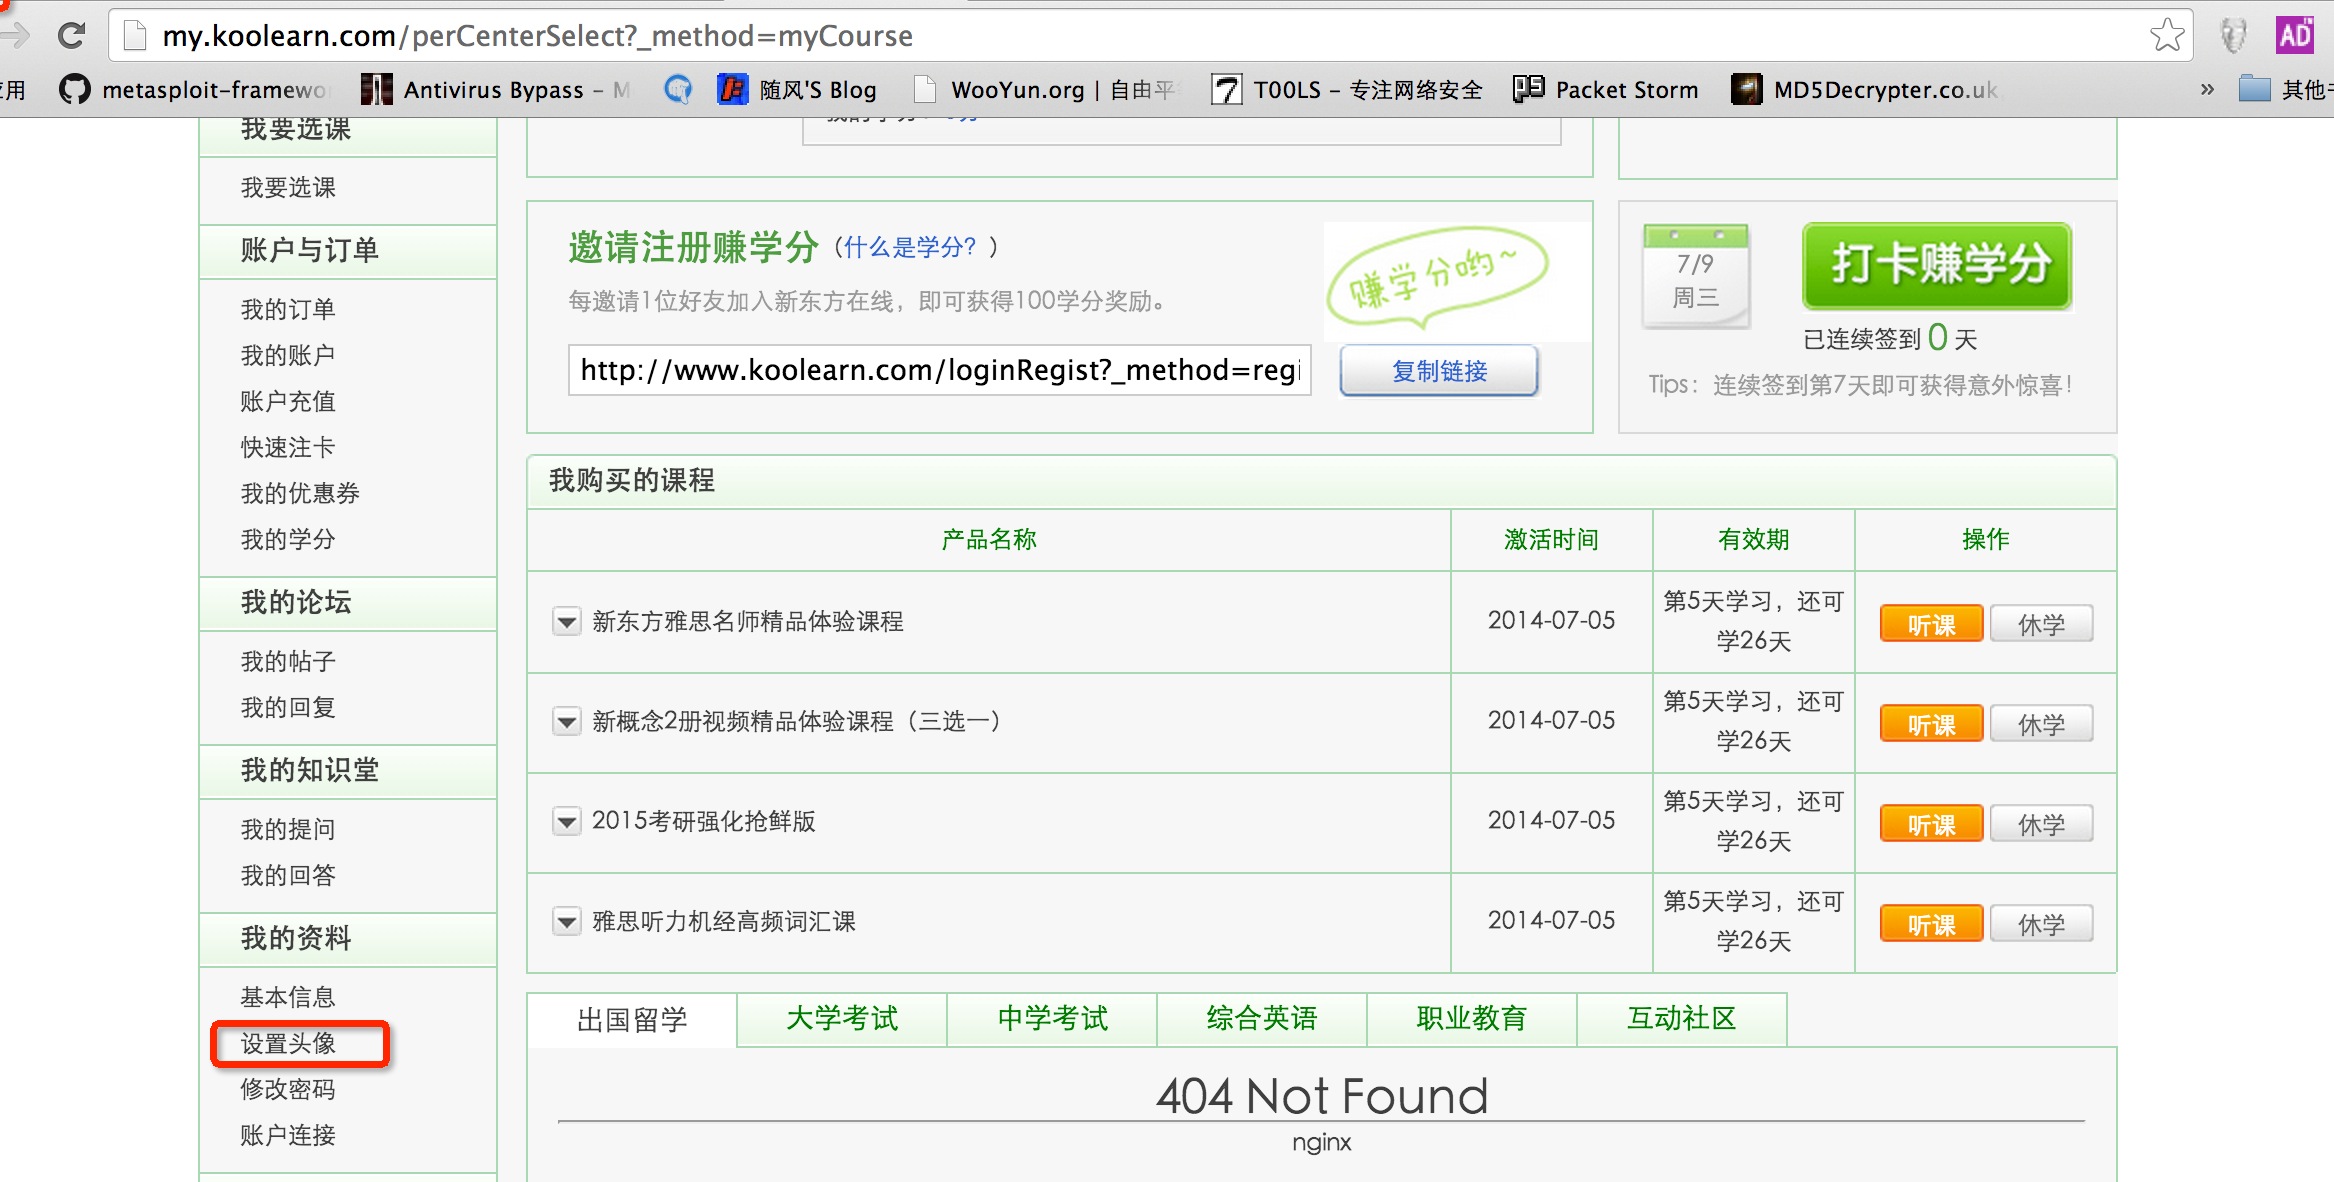 my.koolearn.com/perCenterSelect?_method=myCourse
用 metasploit-framewo Antivirus Bypass – M 随风'S Blog WooYun.org | 自由平 T00LS – 专注网络安全 Packet Storm MD5Decrypter.co.uk » 其他
AD
我要选课
我要选课
账户与订单
我的订单
我的账户
账户充值
快速注卡
我的优惠券
我的学分
我的论坛
我的帖子
我的回复
我的知识堂
我的提问
我的回答
我的资料
基本信息
设置头像
修改密码
账户连接
邀请注册赚学分（什么是学分？）
每邀请1位好友加入新东方在线，即可获得100学分奖励。
赚学分哟~
http://www.koolearn.com/loginRegist?_method=regi
复制链接
7/9
周三
打卡赚学分
已连续签到 0 天
Tips：连续签到第7天即可获得意外惊喜！
我购买的课程
产品名称 激活时间 有效期 操作
新东方雅思名师精品体验课程 2014-07-05 第5天学习，还可
学26天
听课 休学
新概念2册视频精品体验课程（三选一） 2014-07-05 第5天学习，还可
学26天
听课 休学
2015考研强化抢鲜版 2014-07-05 第5天学习，还可
学26天
听课 休学
雅思听力机经高频词汇课 2014-07-05 第5天学习，还可
学26天
听课 休学
出国留学 大学考试 中学考试 综合英语 职业教育 互动社区
404 Not Found
nginx